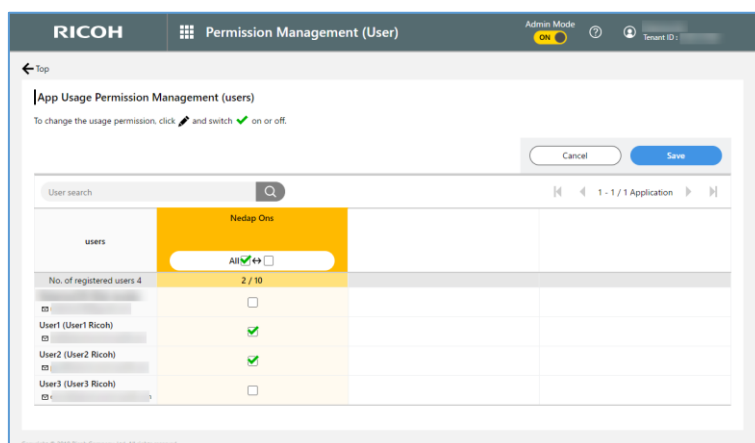 RICOH
Permission Management (User)
Admin Mode
ON
Tenant ID :
Top
App Usage Permission Management (users)
To change the usage permission, click and switch on or off.
Cancel
Save
User search
1 - 1 / 1 Application
users
Nedap Ons
All
No. of registered users 4
2 / 10
User1 (User1 Ricoh)
User2 (User2 Ricoh)
User3 (User3 Ricoh)